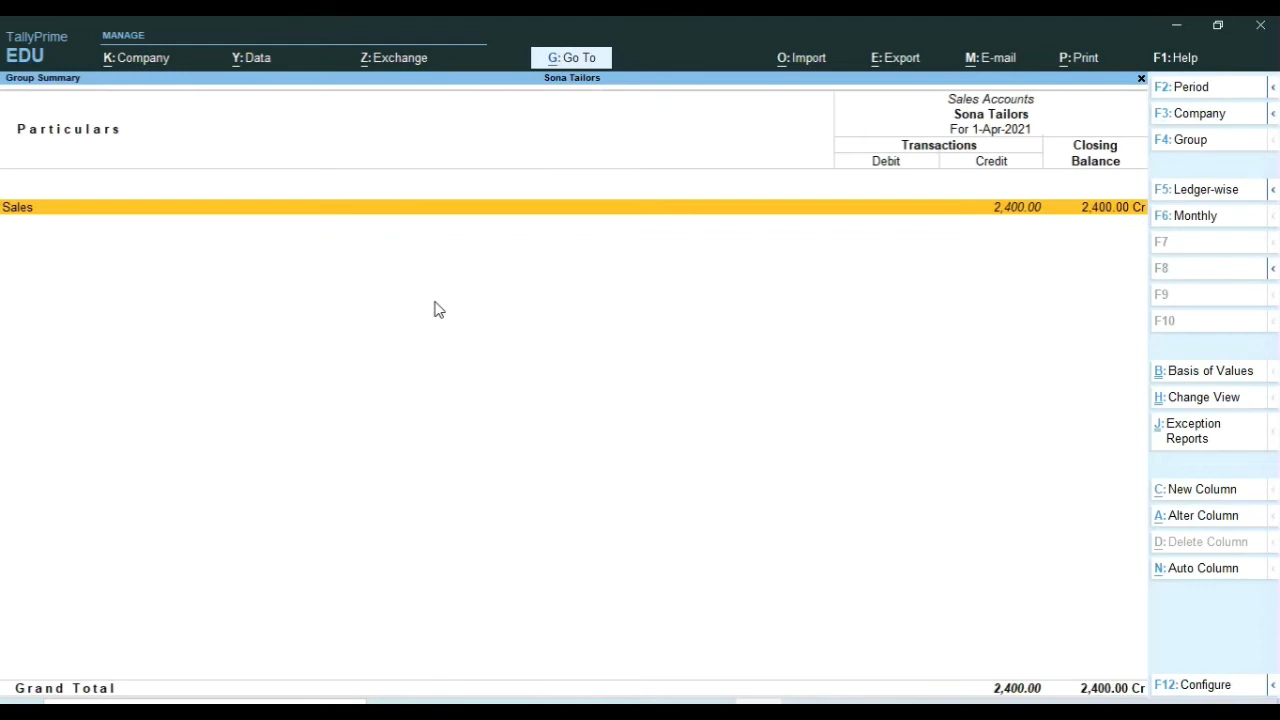 TallyPrime
EDU
MANAGE
K: Company
Y: Data
Z: Exchange
G: Go To
O: Import
E: Export
M: E-mail
P: Print
F1: Help
Group Summary
Sona Tailors
x
Particulars
Sales Accounts
Sona Tailors
For 1-Apr-2021
Transactions
Closing
Debit
Credit
Balance
Sales 2,400.00 2,400.00 Cr
Grand Total 2,400.00 2,400.00 Cr
F2: Period
F3: Company
F4: Group
F5: Ledger-wise
F6: Monthly
F7
F8
F9
F10
B: Basis of Values
H: Change View
J: Exception
Reports
C: New Column
A: Alter Column
D: Delete Column
N: Auto Column
F12: Configure